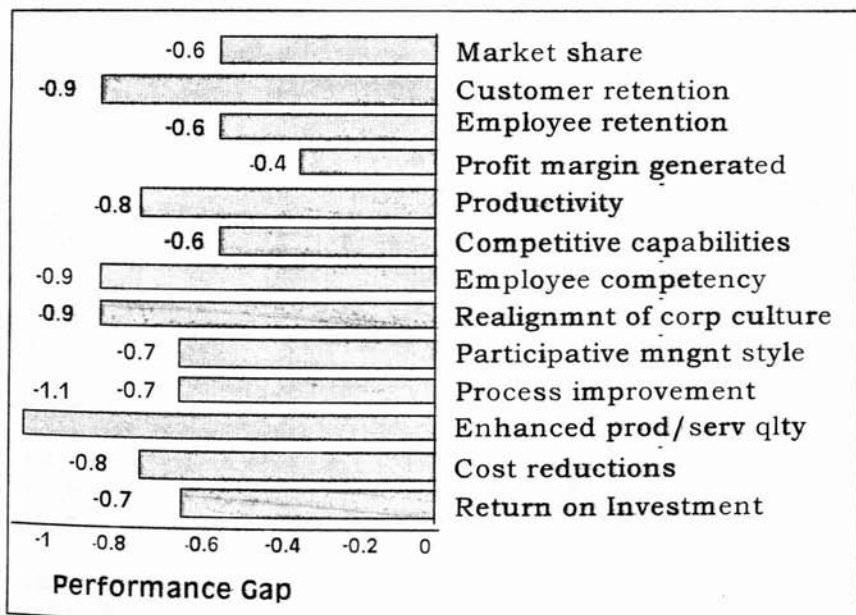 -0.6 Market share
-0.9 Customer retention
-0.6 Employee retention
-0.4 Profit margin generated
-0.8 Productivity
-0.6 Competitive capabilities
-0.9 Employee competency
-0.9 Realignmnt of corp culture
-0.7 Participative mngnt style
-1.1 -0.7 Process improvement
Enhanced prod/serv qlty
-0.8 Cost reductions
-0.7 Return on Investment
-1 -0.8 -0.6 -0.4 -0.2 0
Performance Gap